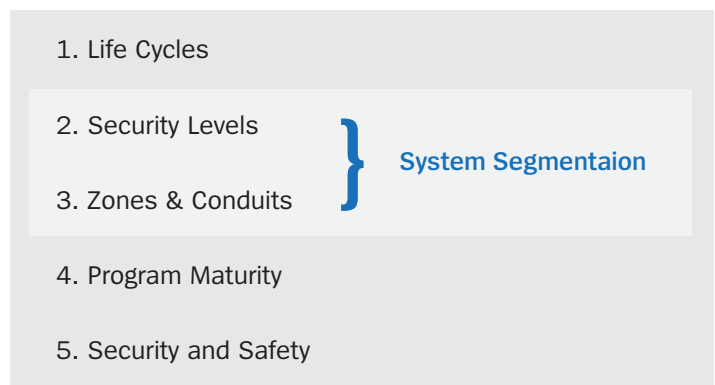 1. Life Cycles
2. Security Levels
System Segmentaion
3. Zones & Conduits
4. Program Maturity
5. Security and Safety